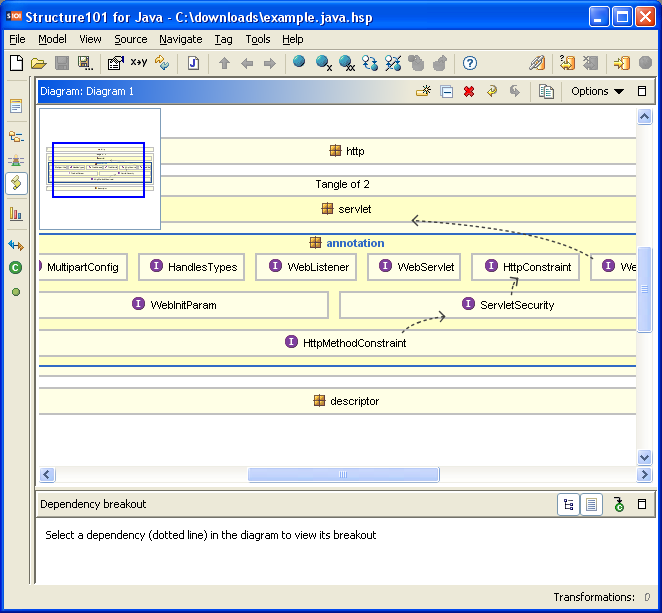 Structure101 for Java - C:\downloads\example.java.hsp
File Model View Source Navigate Tag Tools Help
x→y
Diagram: Diagram 1
Options
http
Tangle of 2
servlet
annotation
MultipartConfig HandlesTypes WebListener WebServlet HttpConstraint We
WebInitParam ServletSecurity
HttpMethodConstraint
descriptor
Dependency breakout
Select a dependency (dotted line) in the diagram to view its breakout
Transformations: 0